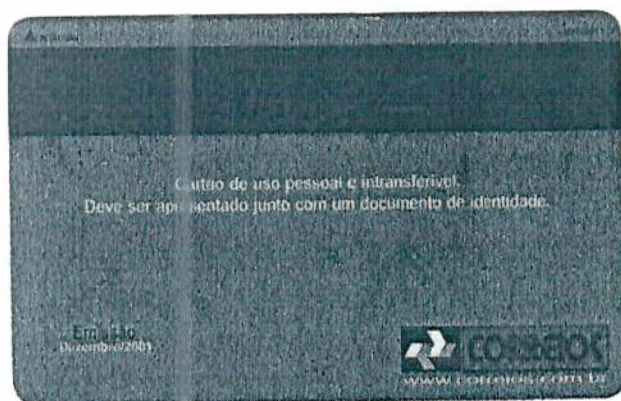 Cartão de uso pessoal e intransferível.
Deve ser apresentado junto com um documento de identidade.
Emissão
Dezembro/2001
CORREIOS
www.correios.com.br